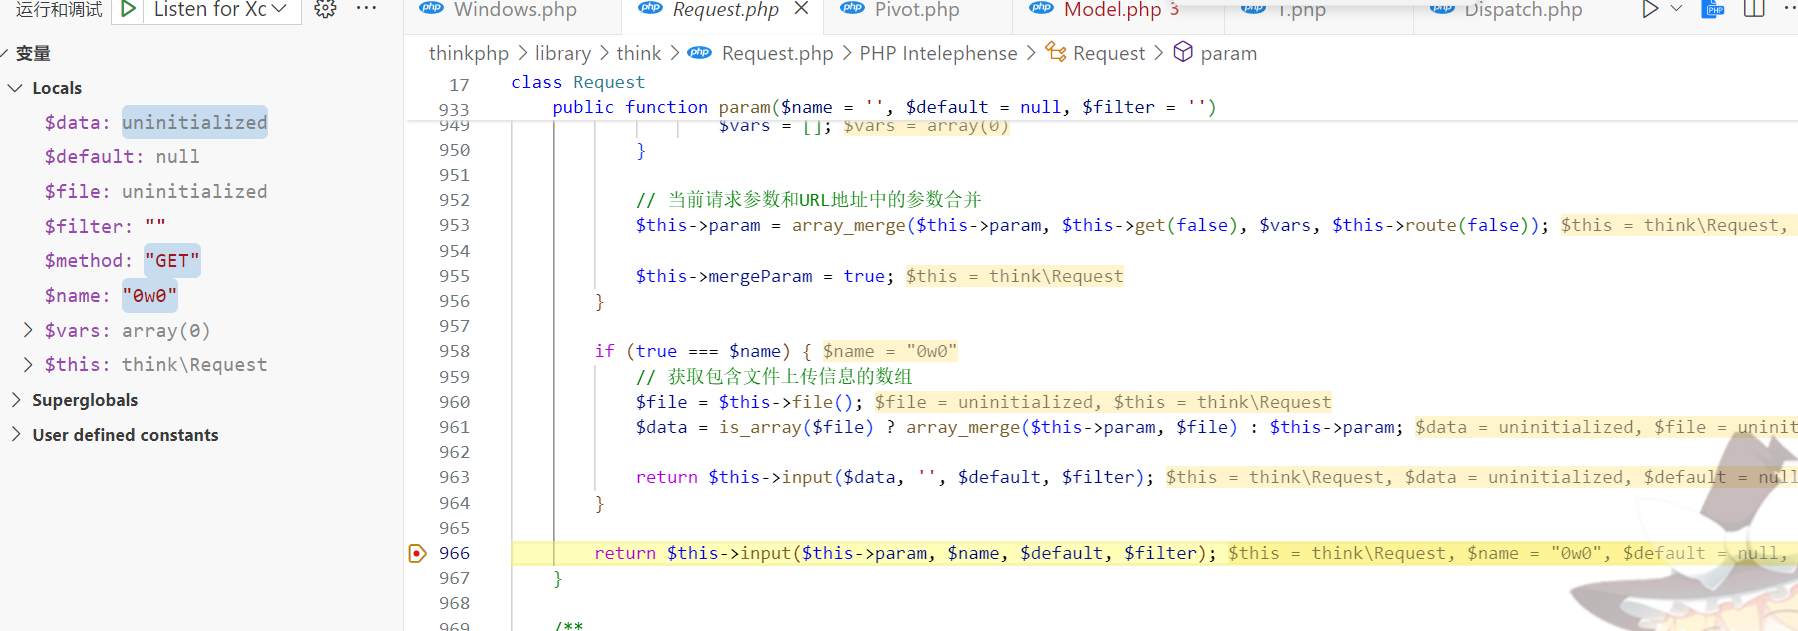 运行和调试 Listen for Xc
Windows.php
Request.php
Pivot.php
Model.php 3
Dispatch.php
变量
Locals
$data: uninitialized
$default: null
$file: uninitialized
$filter: ""
$method: "GET"
$name: "0w0"
$vars: array(0)
$this: think\Request
Superglobals
User defined constants
thinkphp > library > think > Request.php > PHP Intelephense > Request > param
17 class Request
933 public function param($name = '', $default = null, $filter = '')
949 $vars = []; $vars = array(0)
950 }
951
952 // 当前请求参数和URL地址中的参数合并
953 $this->param = array_merge($this->param, $this->get(false), $vars, $this->route(false)); $this = think\Request,
954
955 $this->mergeParam = true; $this = think\Request
956 }
957
958 if (true === $name) { $name = "0w0"
959 // 获取包含文件上传信息的数组
960 $file = $this->file(); $file = uninitialized, $this = think\Request
961 $data = is_array($file) ? array_merge($this->param, $file) : $this->param; $data = uninitialized, $file = uninit
962
963 return $this->input($data, '', $default, $filter); $this = think\Request, $data = uninitialized, $default = null
964 }
965
966 return $this->input($this->param, $name, $default, $filter); $this = think\Request, $name = "0w0", $default = null,
967 }
968
969 /**